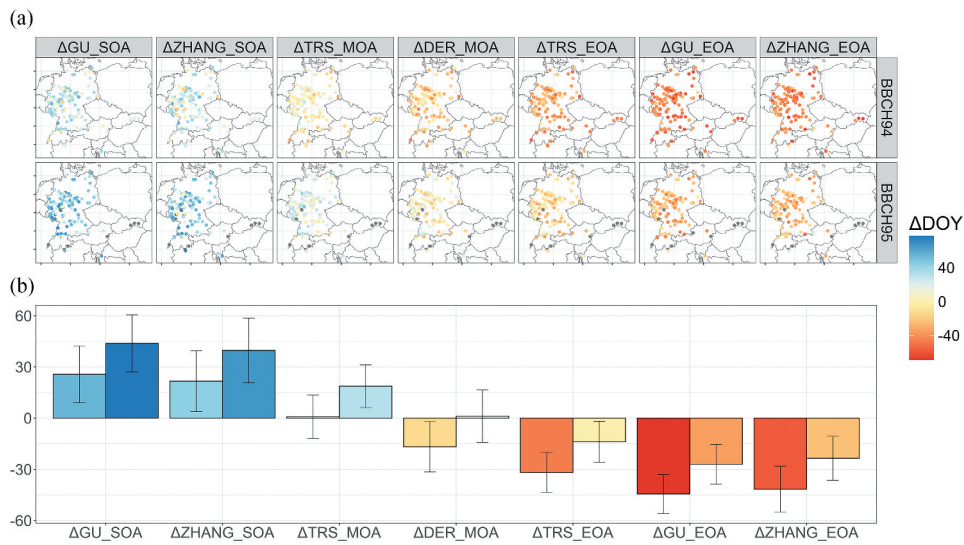 (a)
ΔGU_SOA ΔZHANG_SOA ΔTRS_MOA ΔDER_MOA ΔTRS_EOA ΔGU_EOA ΔZHANG_EOA
BBCH94
BBCH95
ΔDOY
40
0
-40
(b)
60
30
0
-30
-60
ΔGU_SOA ΔZHANG_SOA ΔTRS_MOA ΔDER_MOA ΔTRS_EOA ΔGU_EOA ΔZHANG_EOA